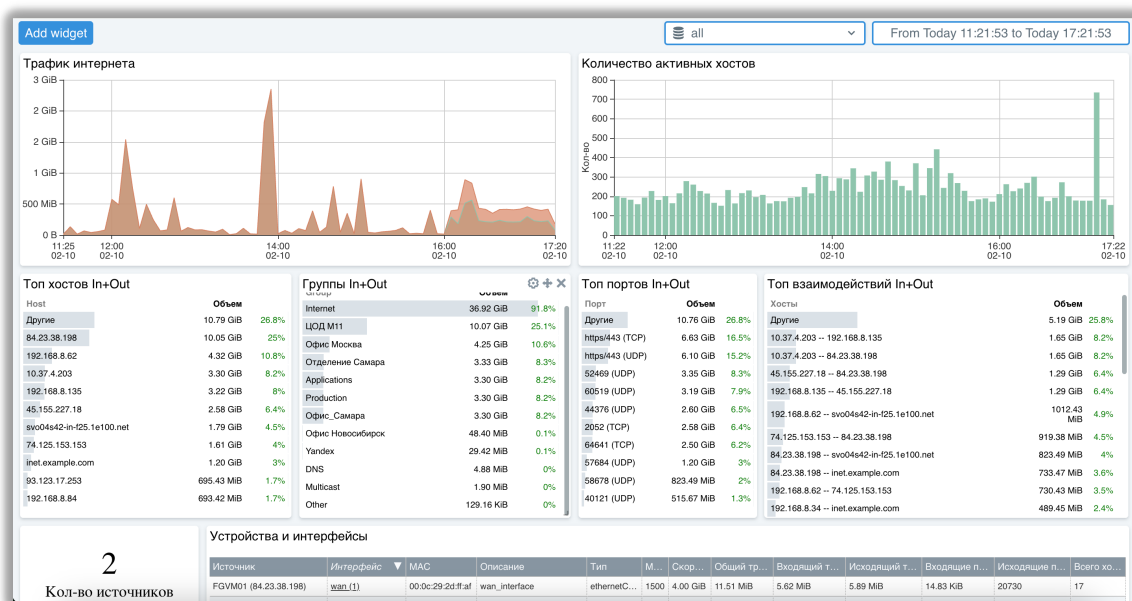 Add widget
all
From Today 11:21:53 to Today 17:21:53
Трафик интернета
3 GiB
2 GiB
2 GiB
1 GiB
500 MiB
0 B
11:25 12:00 14:00 16:00 17:20
02-10 02-10 02-10 02-10 02-10
Количество активных хостов
Кол-во
800
700
600
500
400
300
200
100
0
11:22 12:00 14:00 16:00 17:22
02-10 02-10 02-10 02-10 02-10
Топ хостов In+Out
Host Объем
Другие 10.79 GiB 26.8%
84.23.38.198 10.05 GiB 25%
192.168.8.62 4.32 GiB 10.8%
10.37.4.203 3.30 GiB 8.2%
192.168.8.135 3.22 GiB 8%
45.155.227.18 2.58 GiB 6.4%
svo04s42-in-f25.1e100.net 1.79 GiB 4.5%
74.125.153.153 1.61 GiB 4%
inet.example.com 1.20 GiB 3%
93.123.17.253 695.43 MiB 1.7%
192.168.8.84 693.42 MiB 1.7%
Группы In+Out
Group Объем
Internet 36.92 GiB 91.8%
ЦОД М11 10.07 GiB 25.1%
Офис Москва 4.25 GiB 10.6%
Отделение Самара 3.33 GiB 8.3%
Applications 3.30 GiB 8.2%
Production 3.30 GiB 8.2%
Офис_Самара 3.30 GiB 8.2%
Офис Новосибирск 48.40 MiB 0.1%
Yandex 29.42 MiB 0.1%
DNS 4.88 MiB 0%
Multicast 1.90 MiB 0%
Other 129.16 KiB 0%
Топ портов In+Out
Порт Объем
Другие 10.76 GiB 26.8%
https/443 (TCP) 6.63 GiB 16.5%
https/443 (UDP) 6.10 GiB 15.2%
52469 (UDP) 3.35 GiB 8.3%
60519 (UDP) 3.19 GiB 7.9%
44376 (UDP) 2.60 GiB 6.5%
2052 (TCP) 2.58 GiB 6.4%
64641 (TCP) 2.50 GiB 6.2%
57684 (UDP) 1.20 GiB 3%
58678 (UDP) 823.49 MiB 2%
40121 (UDP) 515.67 MiB 1.3%
Топ взаимодействий In+Out
Хосты Объем
Другие 5.19 GiB 25.8%
10.37.4.203 -- 192.168.8.135 1.65 GiB 8.2%
10.37.4.203 -- 84.23.38.198 1.65 GiB 8.2%
45.155.227.18 -- 84.23.38.198 1.29 GiB 6.4%
192.168.8.135 -- 45.155.227.18 1.29 GiB 6.4%
192.168.8.62 -- svo04s42-in-f25.1e100.net 1012.43 MiB 4.9%
74.125.153.153 -- 84.23.38.198 919.38 MiB 4.5%
84.23.38.198 -- svo04s42-in-f25.1e100.net 823.49 MiB 4%
84.23.38.198 -- inet.example.com 733.47 MiB 3.6%
192.168.8.62 -- 74.125.153.153 730.43 MiB 3.5%
192.168.8.34 -- inet.example.com 489.45 MiB 2.4%
2
Кол-во источников
Устройства и интерфейсы
Источник Интерфейс ▼ MAC Описание Тип М... Скор... Общий тр... Входящий т... Исходящий т... Входящие п... Исходящие п... Всего хо...
FGVM01 (84.23.38.198) wan (1) 00:0c:29:2d:ff:af wan_interface ethernetC... 1500 4.00 GiB 11.51 MiB 5.62 MiB 5.89 MiB 14.83 KiB 20730 17